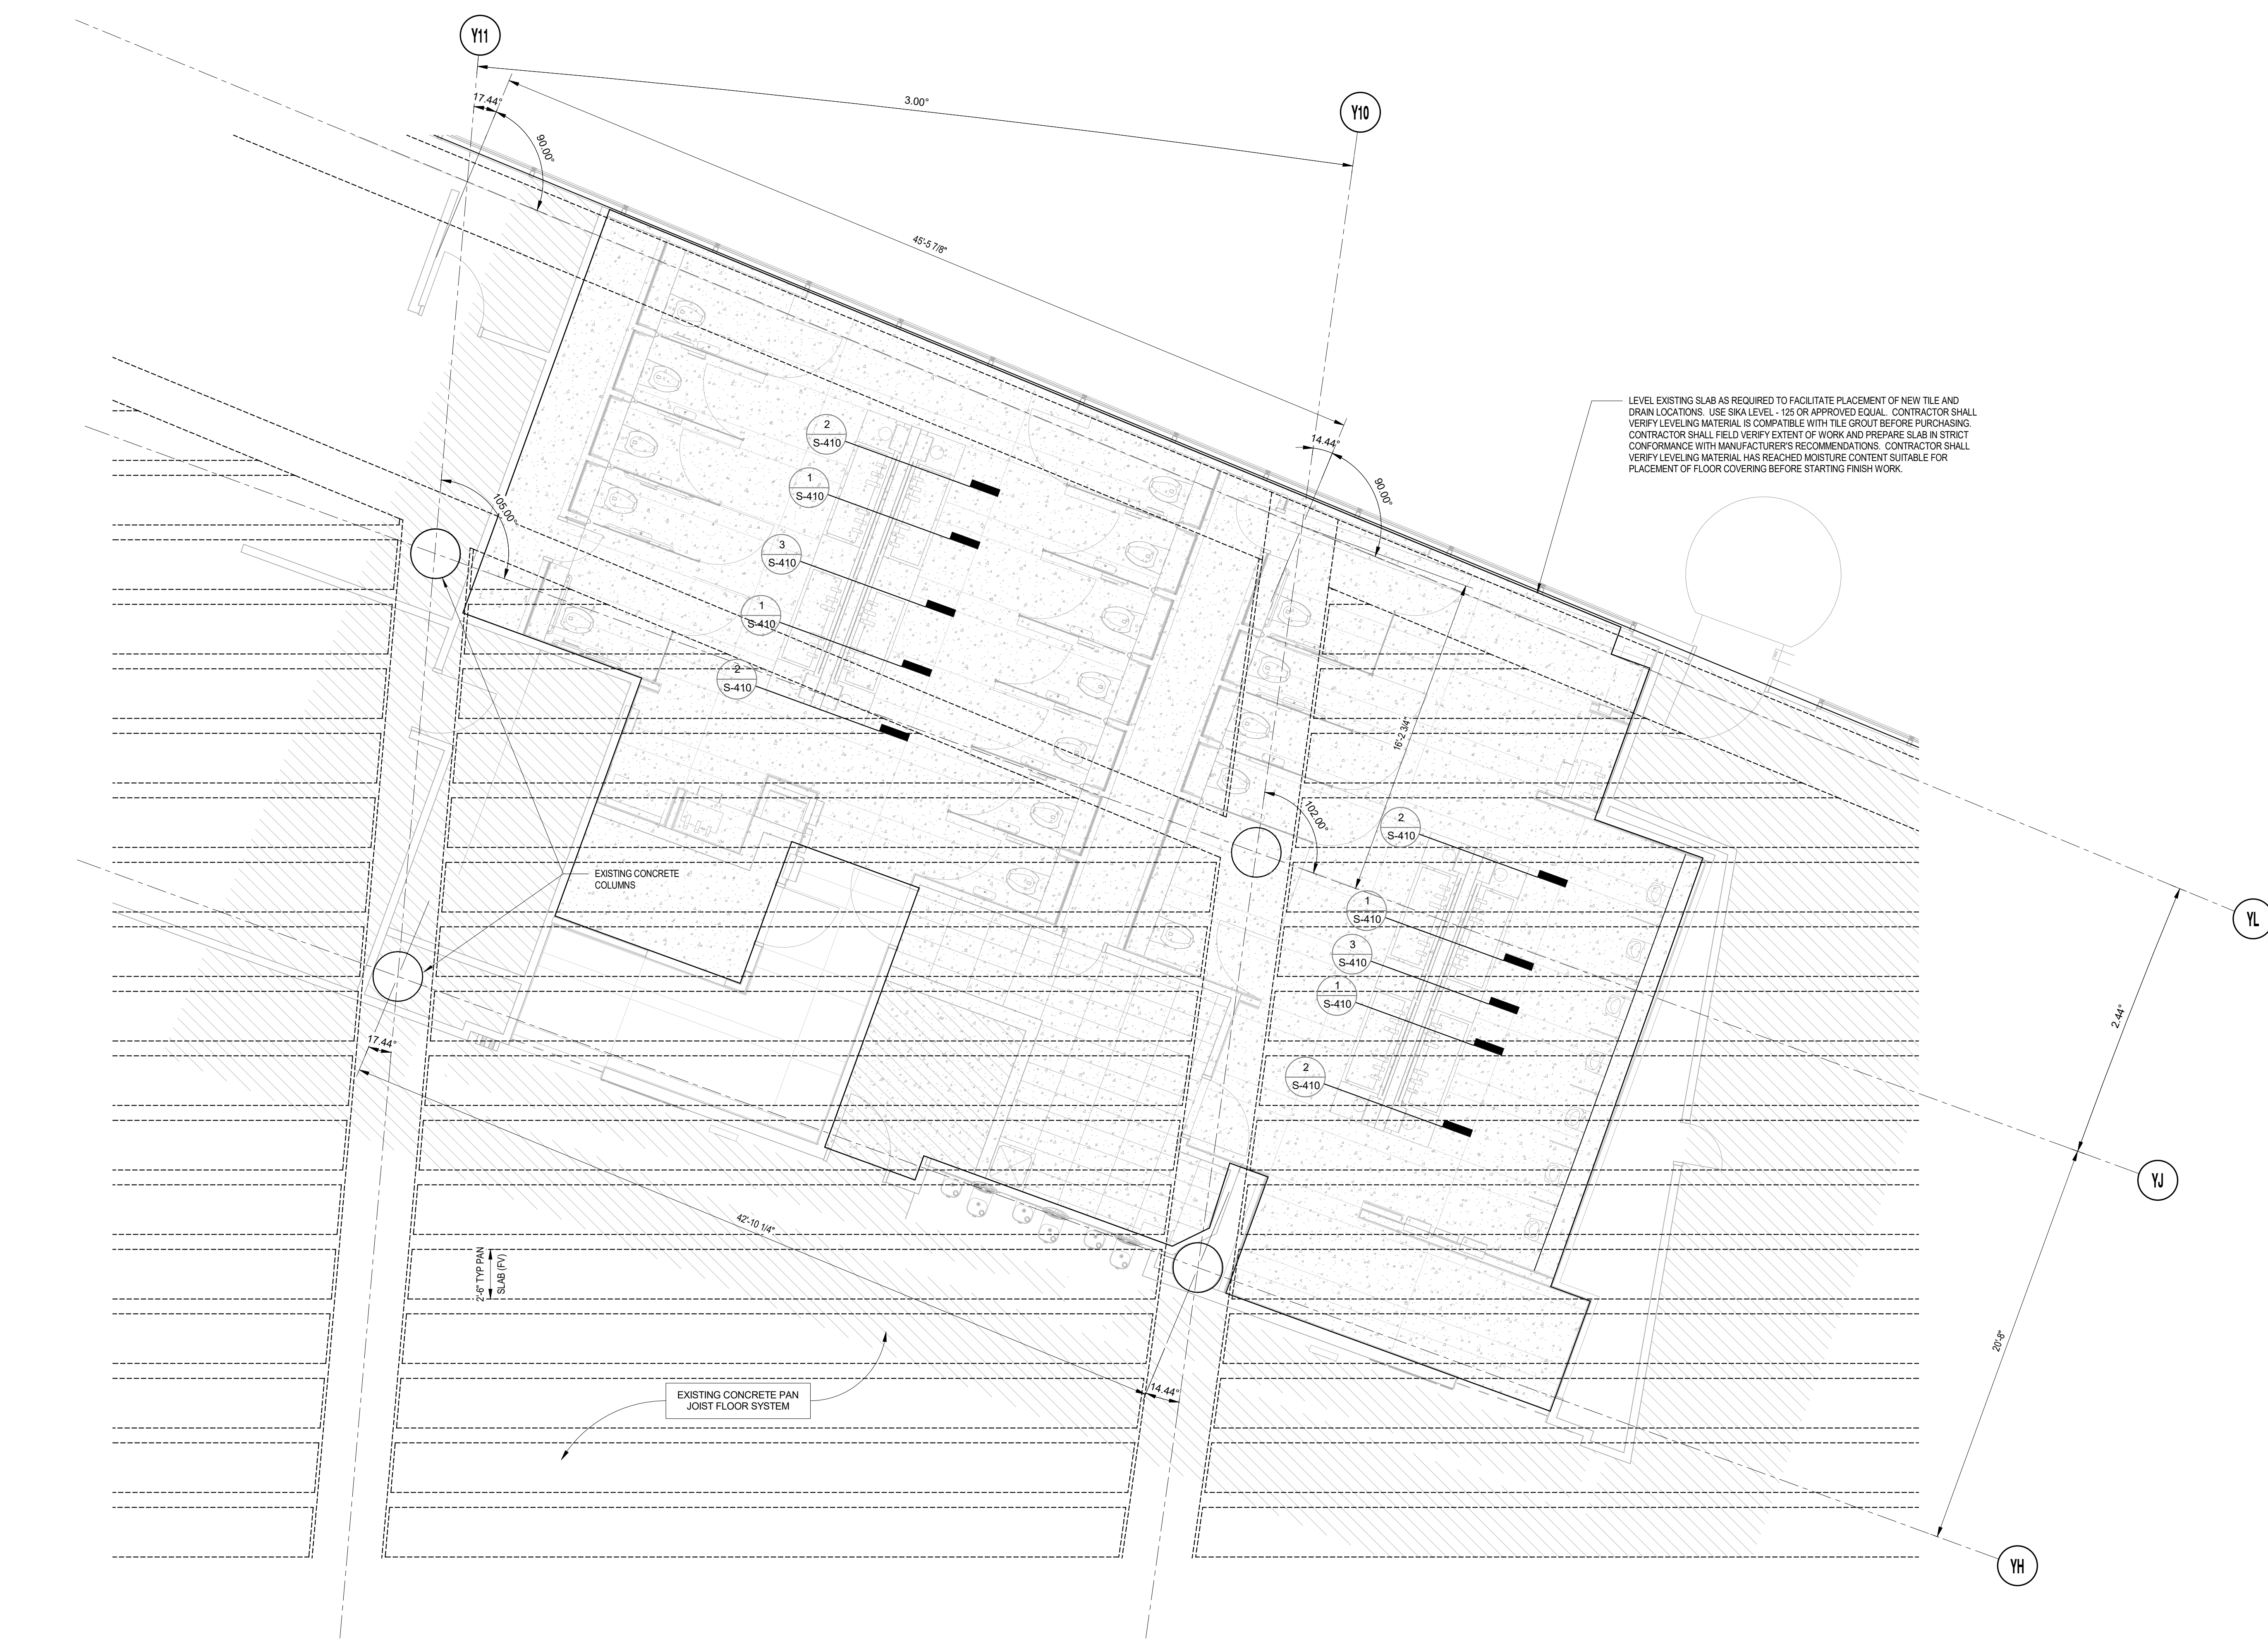 Y11
Y10
3.00°
17.44°
90.00°
45'-5 7/8"
LEVEL EXISTING SLAB AS REQUIRED TO FACILITATE PLACEMENT OF NEW TILE AND
DRAIN LOCATIONS. USE SIKA LEVEL - 125 OR APPROVED EQUAL. CONTRACTOR SHALL
VERIFY LEVELING MATERIAL IS COMPATIBLE WITH TILE GROUT BEFORE PURCHASING.
CONTRACTOR SHALL FIELD VERIFY EXTENT OF WORK AND PREPARE SLAB IN STRICT
CONFORMANCE WITH MANUFACTURER'S RECOMMENDATIONS. CONTRACTOR SHALL
VERIFY LEVELING MATERIAL HAS REACHED MOISTURE CONTENT SUITABLE FOR
PLACEMENT OF FLOOR COVERING BEFORE STARTING FINISH WORK.
2
S-410
14.44°
90.00°
1
S-410
105.00°
3
S-410
1
S-410
2
S-410
16'-2 3/4"
102.00°
2
S-410
EXISTING CONCRETE
COLUMNS
1
S-410
YL
3
S-410
1
S-410
2.44°
17.44°
2
S-410
YJ
42'-10 1/4"
2'-6" TYP PAN
SLAB (FV)
20'-8"
EXISTING CONCRETE PAN
JOIST FLOOR SYSTEM
14.44°
YH